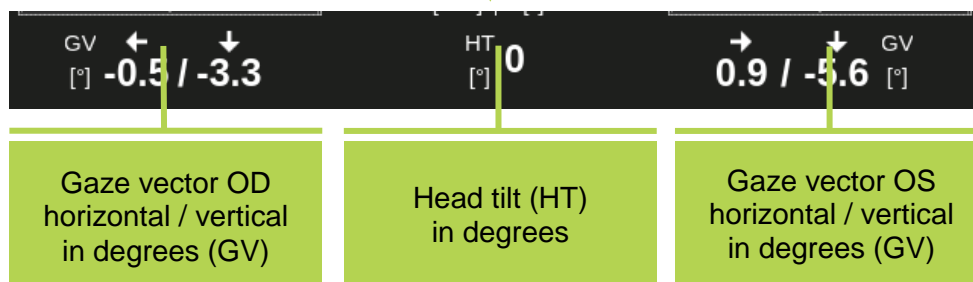 GV ← ↓
[°] -0.5 / -3.3
HT
[°] 0
→ ↓ GV
0.9 / -5.6 [°]
Gaze vector OD
horizontal / vertical
in degrees (GV)
Head tilt (HT)
in degrees
Gaze vector OS
horizontal / vertical
in degrees (GV)